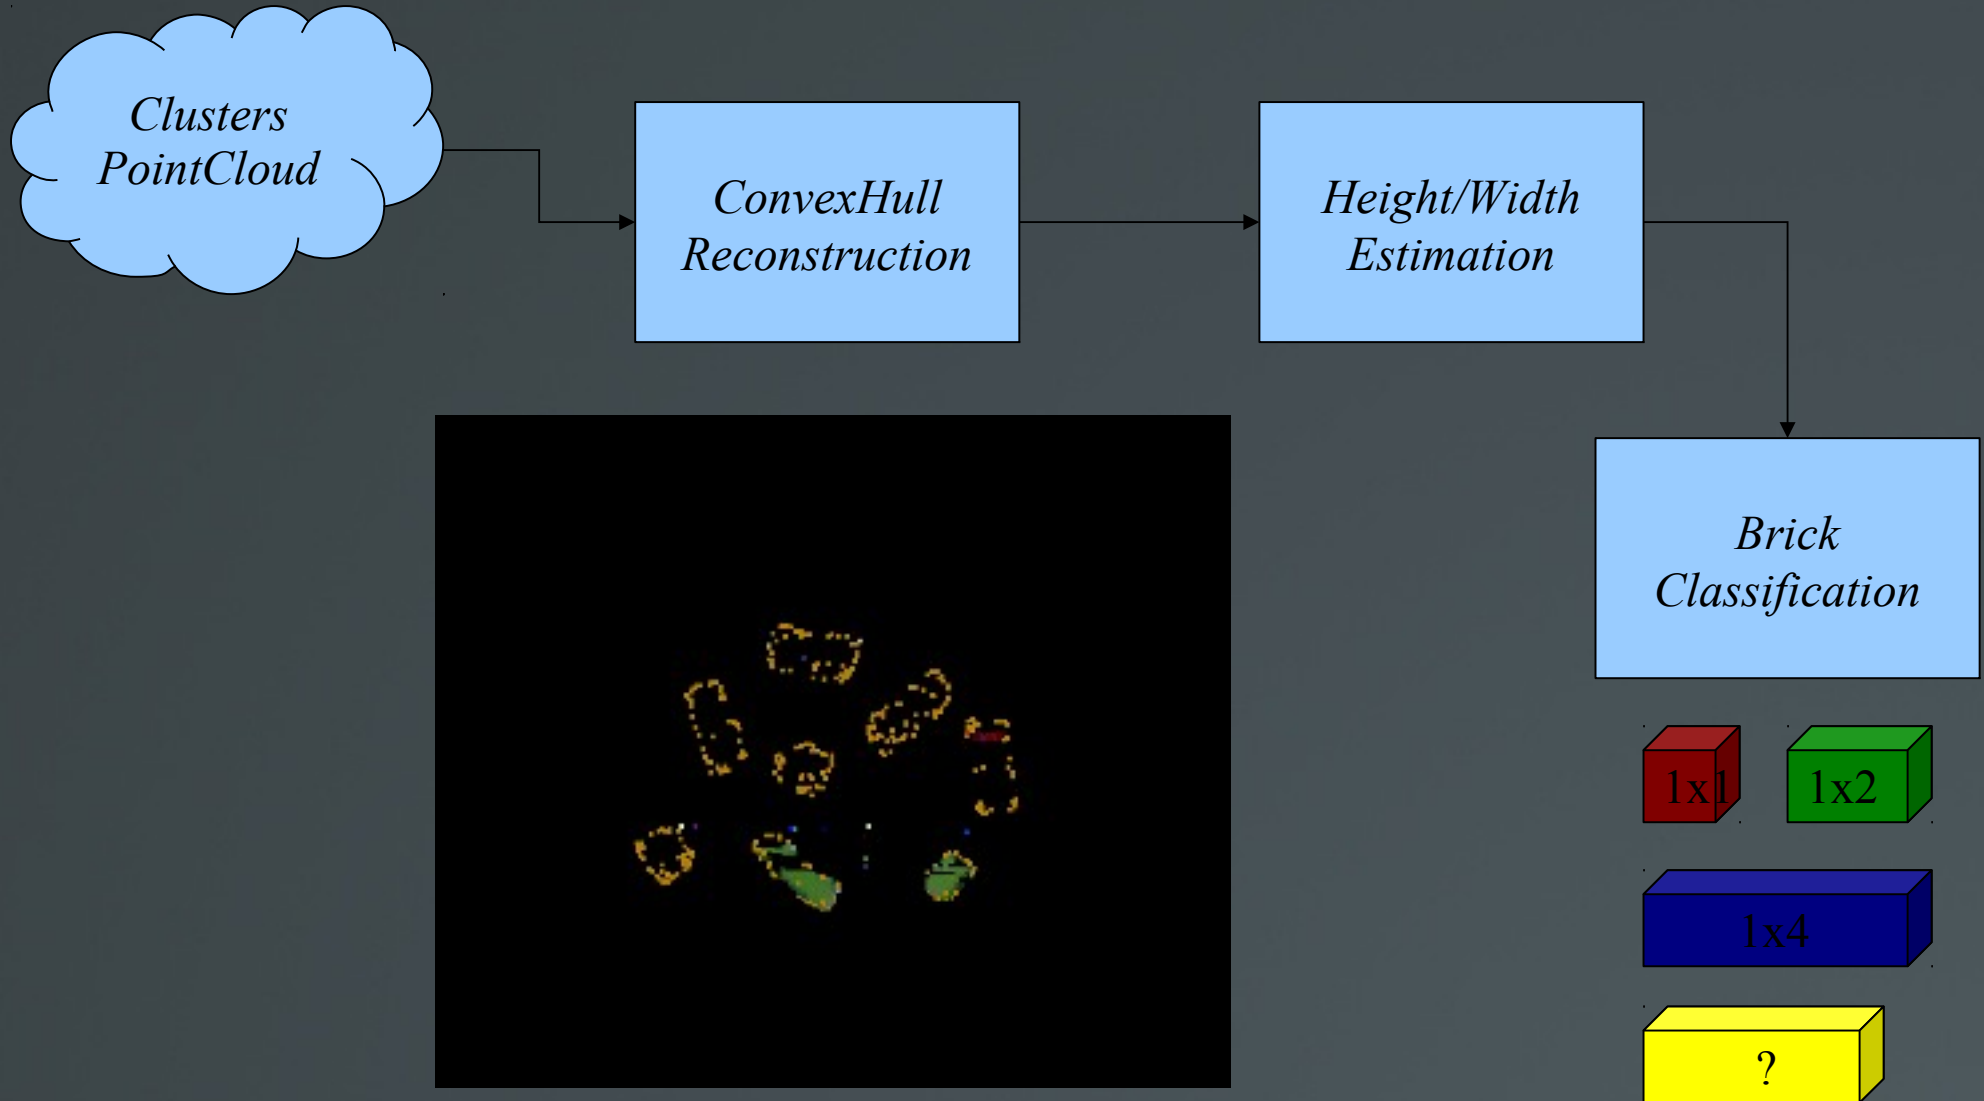 Clusters
PointCloud
ConvexHull
Reconstruction
Height/Width
Estimation
Brick
Classification
1x1
1x2
1x4
?